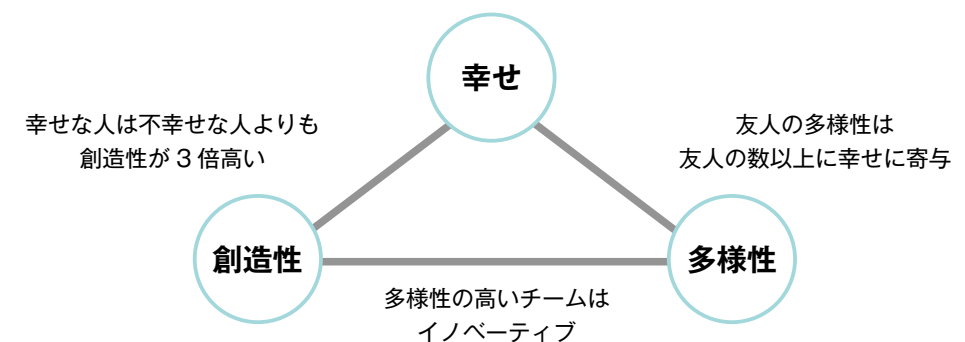 幸せ
幸せな人は不幸せな人よりも
創造性が 3 倍高い
友人の多様性は
友人の数以上に幸せに寄与
創造性
多様性
多様性の高いチームは
イノベーティブ